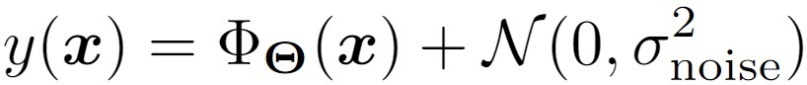 y(𝒙) = Φ_𝚯(𝒙) + 𝒩(0, σ²_noise)